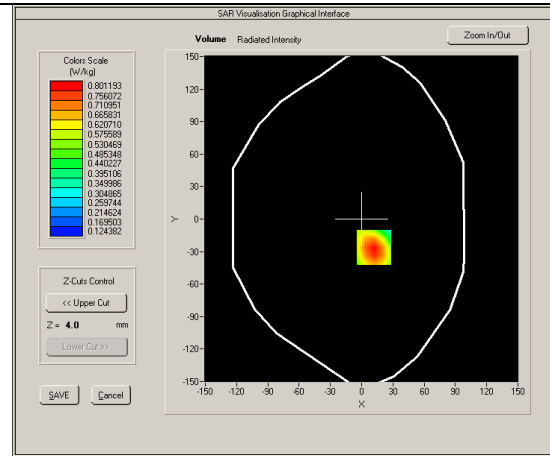 SAR Visualisation Graphical Interface
Volume Radiated Intensity
Zoom In/Out
Colors Scale
(W/kg)
0.801193
0.756072
0.710951
0.665831
0.620710
0.575589
0.530469
0.485348
0.440227
0.395106
0.349986
0.304865
0.259744
0.214624
0.169503
0.124382
Z-Cuts Control
<< Upper Cut
Z = 4.0 mm
Lower Cut >>
SAVE
Cancel
Y
150
120
90
60
30
0
-30
-60
-90
-120
-150
-150 -120 -90 -60 -30 0 30 60 90 120 150
X